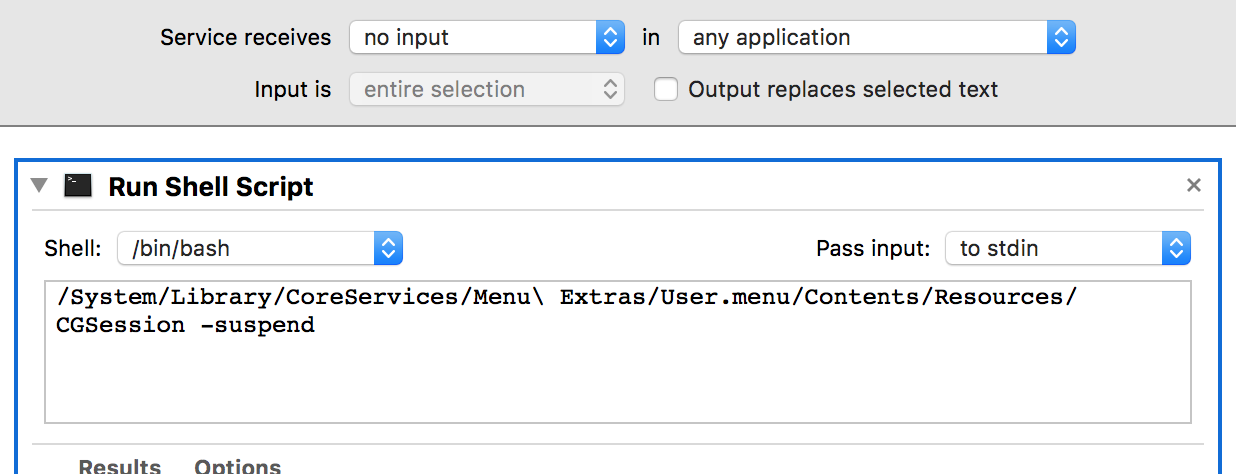 Service receives no input in any application
Input is entire selection Output replaces selected text
>_ Run Shell Script ×
Shell: /bin/bash Pass input: to stdin
/System/Library/CoreServices/Menu\ Extras/User.menu/Contents/Resources/
CGSession -suspend
Results Options